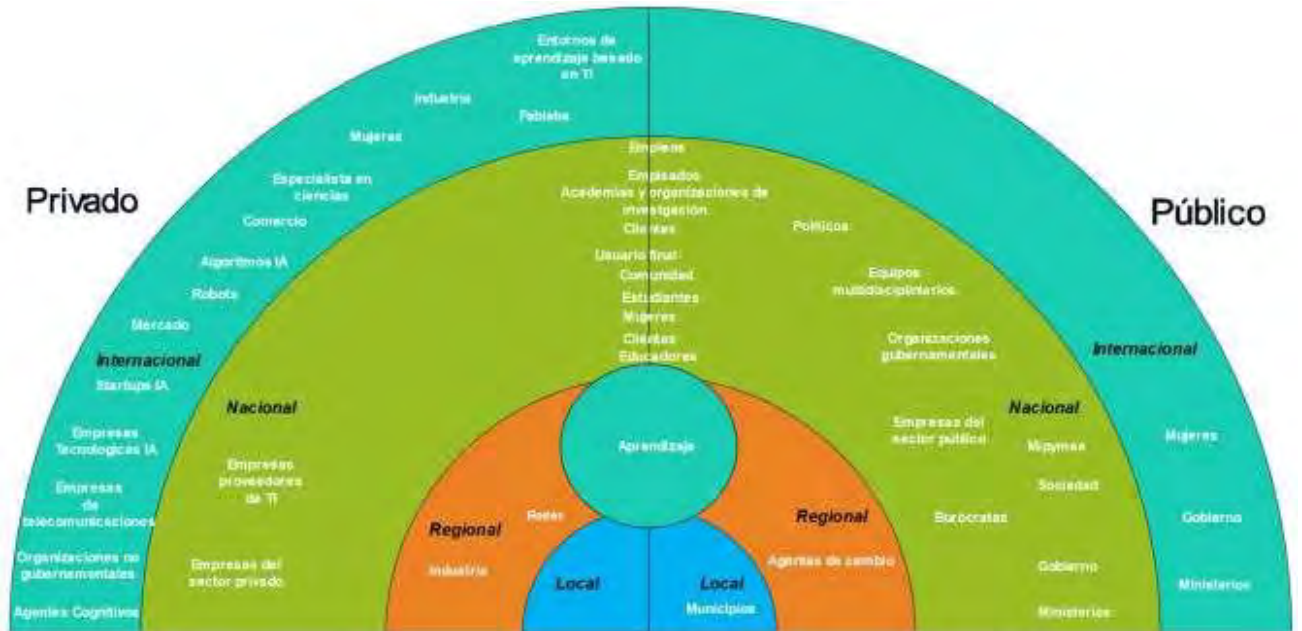 Entornos de
aprendizaje basado
en TI
Industria
Fablabs
Mujeres
Privado
Especialista en
ciencias
Comercio
Algoritmos IA
Robots
Mercado
Internacional
Startups IA
Empresas
Tecnologicas IA
Empresas
de
telecomunicaciones
Organizaciones no
gubernamentales
Agentes Cognitivos
Nacional
Empresas
proveedores
de TI
Empresas del
sector privado
Empleos
Empleados
Academias y organizaciones de
investgación
Clientes
Usuario final
Comunidad
Estudiantes
Mujeres
Clientes
Educadores
Aprendizaje
Redes
Regional
Industria
Local
Local
Municipios
Regional
Agentes de cambio
Público
Políticos
Equipos
multidiaciplintarios
Organizaciones
gubernamentales
Nacional
Empresas del
sector público
Mipymes
Sociedad
Burócratas
Gobierno
Ministerios
Internacional
Mujeres
Gobierno
Ministerios